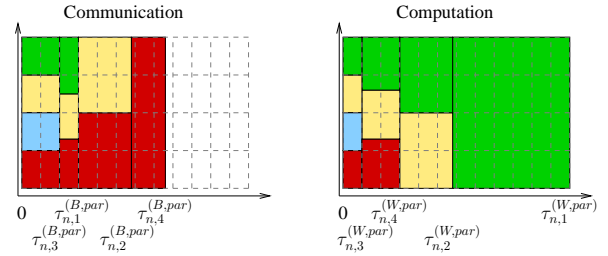 Communication
Computation
0 τ_{n,1}^{(B,par)} τ_{n,4}^{(B,par)}
τ_{n,3}^{(B,par)} τ_{n,2}^{(B,par)}
0 τ_{n,4}^{(W,par)} τ_{n,1}^{(W,par)}
τ_{n,3}^{(W,par)} τ_{n,2}^{(W,par)}